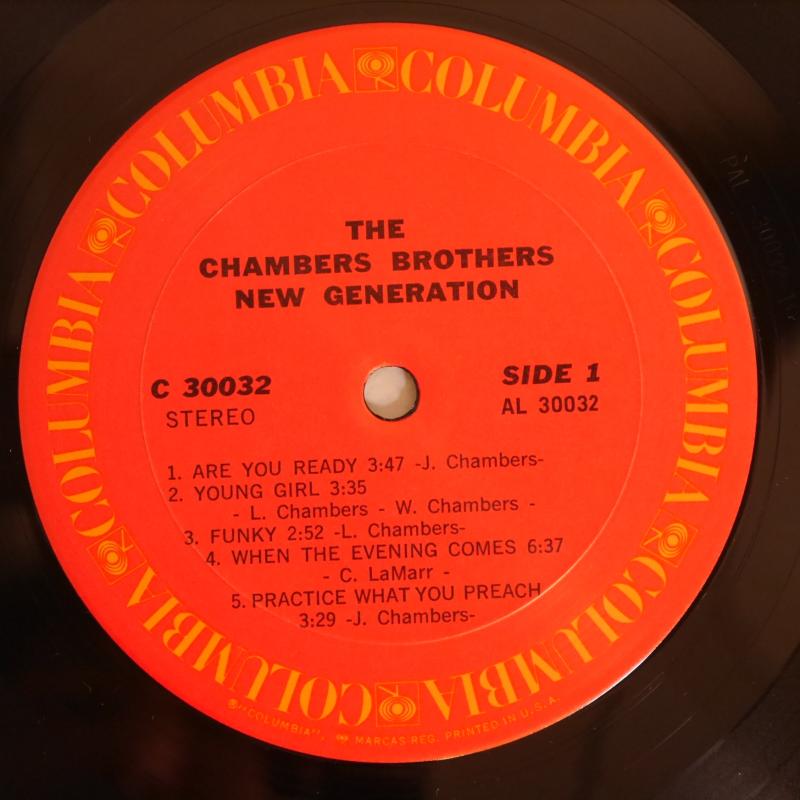 COLUMBIA COLUMBIA COLUMBIA COLUMBIA COLUMBIA COLUMBIA COLUMBIA
THE
CHAMBERS BROTHERS
NEW GENERATION
C 30032
STEREO
SIDE 1
AL 30032
1. ARE YOU READY 3:47 -J. Chambers-
2. YOUNG GIRL 3:35
- L. Chambers - W. Chambers -
3. FUNKY 2:52 -L. Chambers-
4. WHEN THE EVENING COMES 6:37
- C. LaMarr -
5. PRACTICE WHAT YOU PREACH
3:29 -J. Chambers-
®"COLUMBIA", MARCAS REG. PRINTED IN U.S.A.
PAL 30032